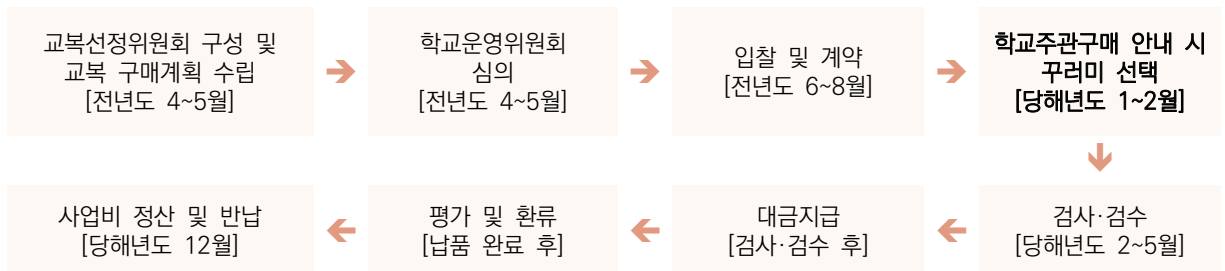 교복선정위원회 구성 및
교복 구매계획 수립
[전년도 4~5월]
학교운영위원회
심의
[전년도 4~5월]
입찰 및 계약
[전년도 6~8월]
학교주관구매 안내 시
꾸러미 선택
[당해년도 1~2월]
검사·검수
[당해년도 2~5월]
대금지급
[검사·검수 후]
평가 및 환류
[납품 완료 후]
사업비 정산 및 반납
[당해년도 12월]